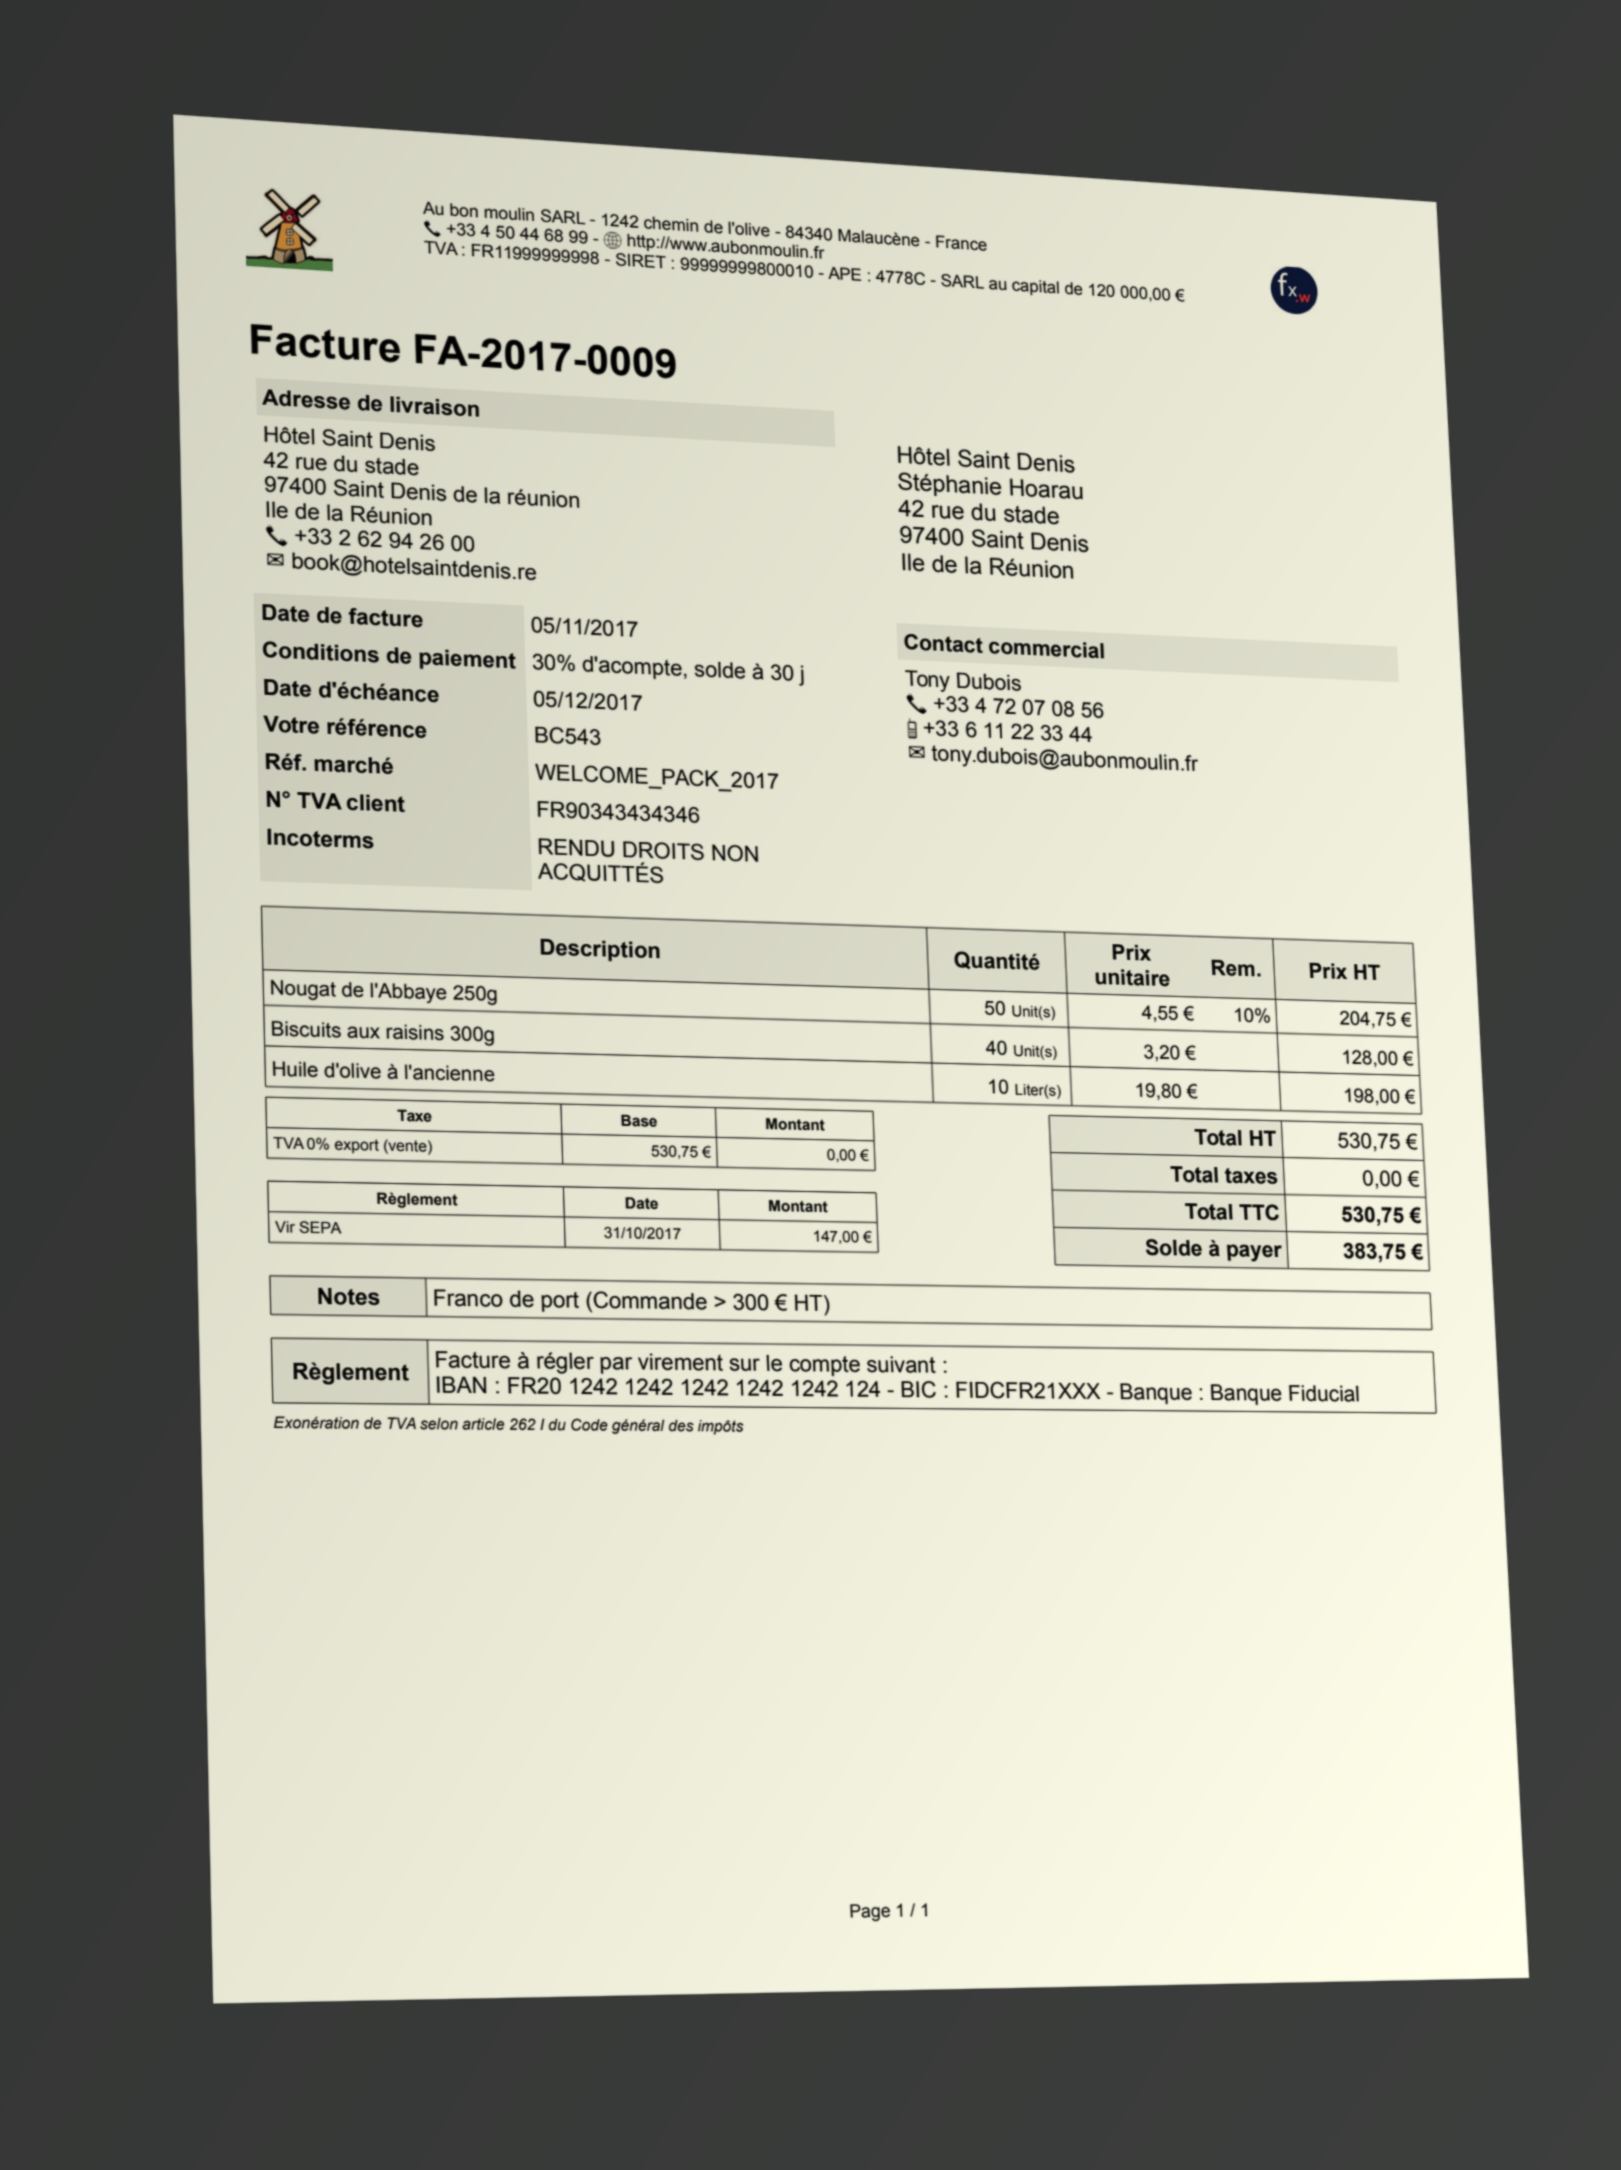 Au bon moulin SARL - 1242 chemin de l'olive - 84340 Malaucène - France
+33 4 50 44 68 99 - http://www.aubonmoulin.fr
TVA : FR11999999998 - SIRET : 99999999800010 - APE : 4778C - SARL au capital de 120 000,00 €
fx.w
Facture FA-2017-0009
Adresse de livraison
Hôtel Saint Denis
42 rue du stade
97400 Saint Denis de la réunion
Ile de la Réunion
+33 2 62 94 26 00
book@hotelsaintdenis.re
Hôtel Saint Denis
Stéphanie Hoarau
42 rue du stade
97400 Saint Denis
Ile de la Réunion
Date de facture 05/11/2017
Conditions de paiement 30% d'acompte, solde à 30 j
Date d'échéance 05/12/2017
Votre référence BC543
Réf. marché WELCOME_PACK_2017
N° TVA client FR90343434346
Incoterms RENDU DROITS NON
ACQUITTÉS
Contact commercial
Tony Dubois
+33 4 72 07 08 56
+33 6 11 22 33 44
tony.dubois@aubonmoulin.fr
Description Quantité Prix unitaire Rem. Prix HT
Nougat de l'Abbaye 250g 50 Unit(s) 4,55 € 10% 204,75 €
Biscuits aux raisins 300g 40 Unit(s) 3,20 € 128,00 €
Huile d'olive à l'ancienne 10 Liter(s) 19,80 € 198,00 €
Taxe Base Montant
TVA 0% export (vente) 530,75 € 0,00 €
Règlement Date Montant
Vir SEPA 31/10/2017 147,00 €
Total HT 530,75 €
Total taxes 0,00 €
Total TTC 530,75 €
Solde à payer 383,75 €
Notes Franco de port (Commande > 300 € HT)
Règlement Facture à régler par virement sur le compte suivant :
IBAN : FR20 1242 1242 1242 1242 1242 124 - BIC : FIDCFR21XXX - Banque : Banque Fiducial
Exonération de TVA selon article 262 I du Code général des impôts
Page 1 / 1